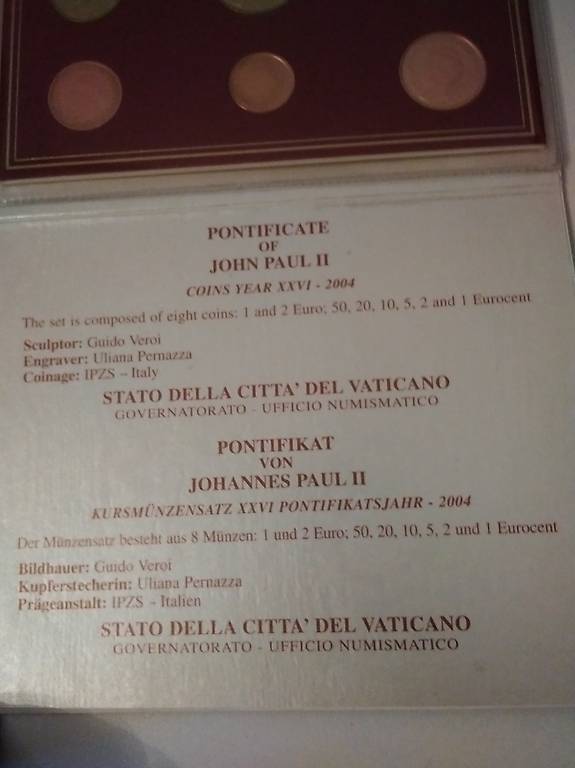 PONTIFICATE
OF
JOHN PAUL II
COINS YEAR XXVI - 2004
The set is composed of eight coins: 1 and 2 Euro; 50, 20, 10, 5, 2 and 1 Eurocent
Sculptor: Guido Veroi
Engraver: Uliana Pernazza
Coinage: IPZS – Italy
STATO DELLA CITTA' DEL VATICANO
GOVERNATORATO - UFFICIO NUMISMATICO
PONTIFIKAT
VON
JOHANNES PAUL II
KURSMÜNZENSATZ XXVI PONTIFIKATSJAHR - 2004
Der Münzensatz besteht aus 8 Münzen: 1 und 2 Euro; 50, 20, 10, 5, 2 und 1 Eurocent
Bildhauer: Guido Veroi
Kupferstecherin: Uliana Pernazza
Prägeanstalt: IPZS – Italien
STATO DELLA CITTA' DEL VATICANO
GOVERNATORATO - UFFICIO NUMISMATICO